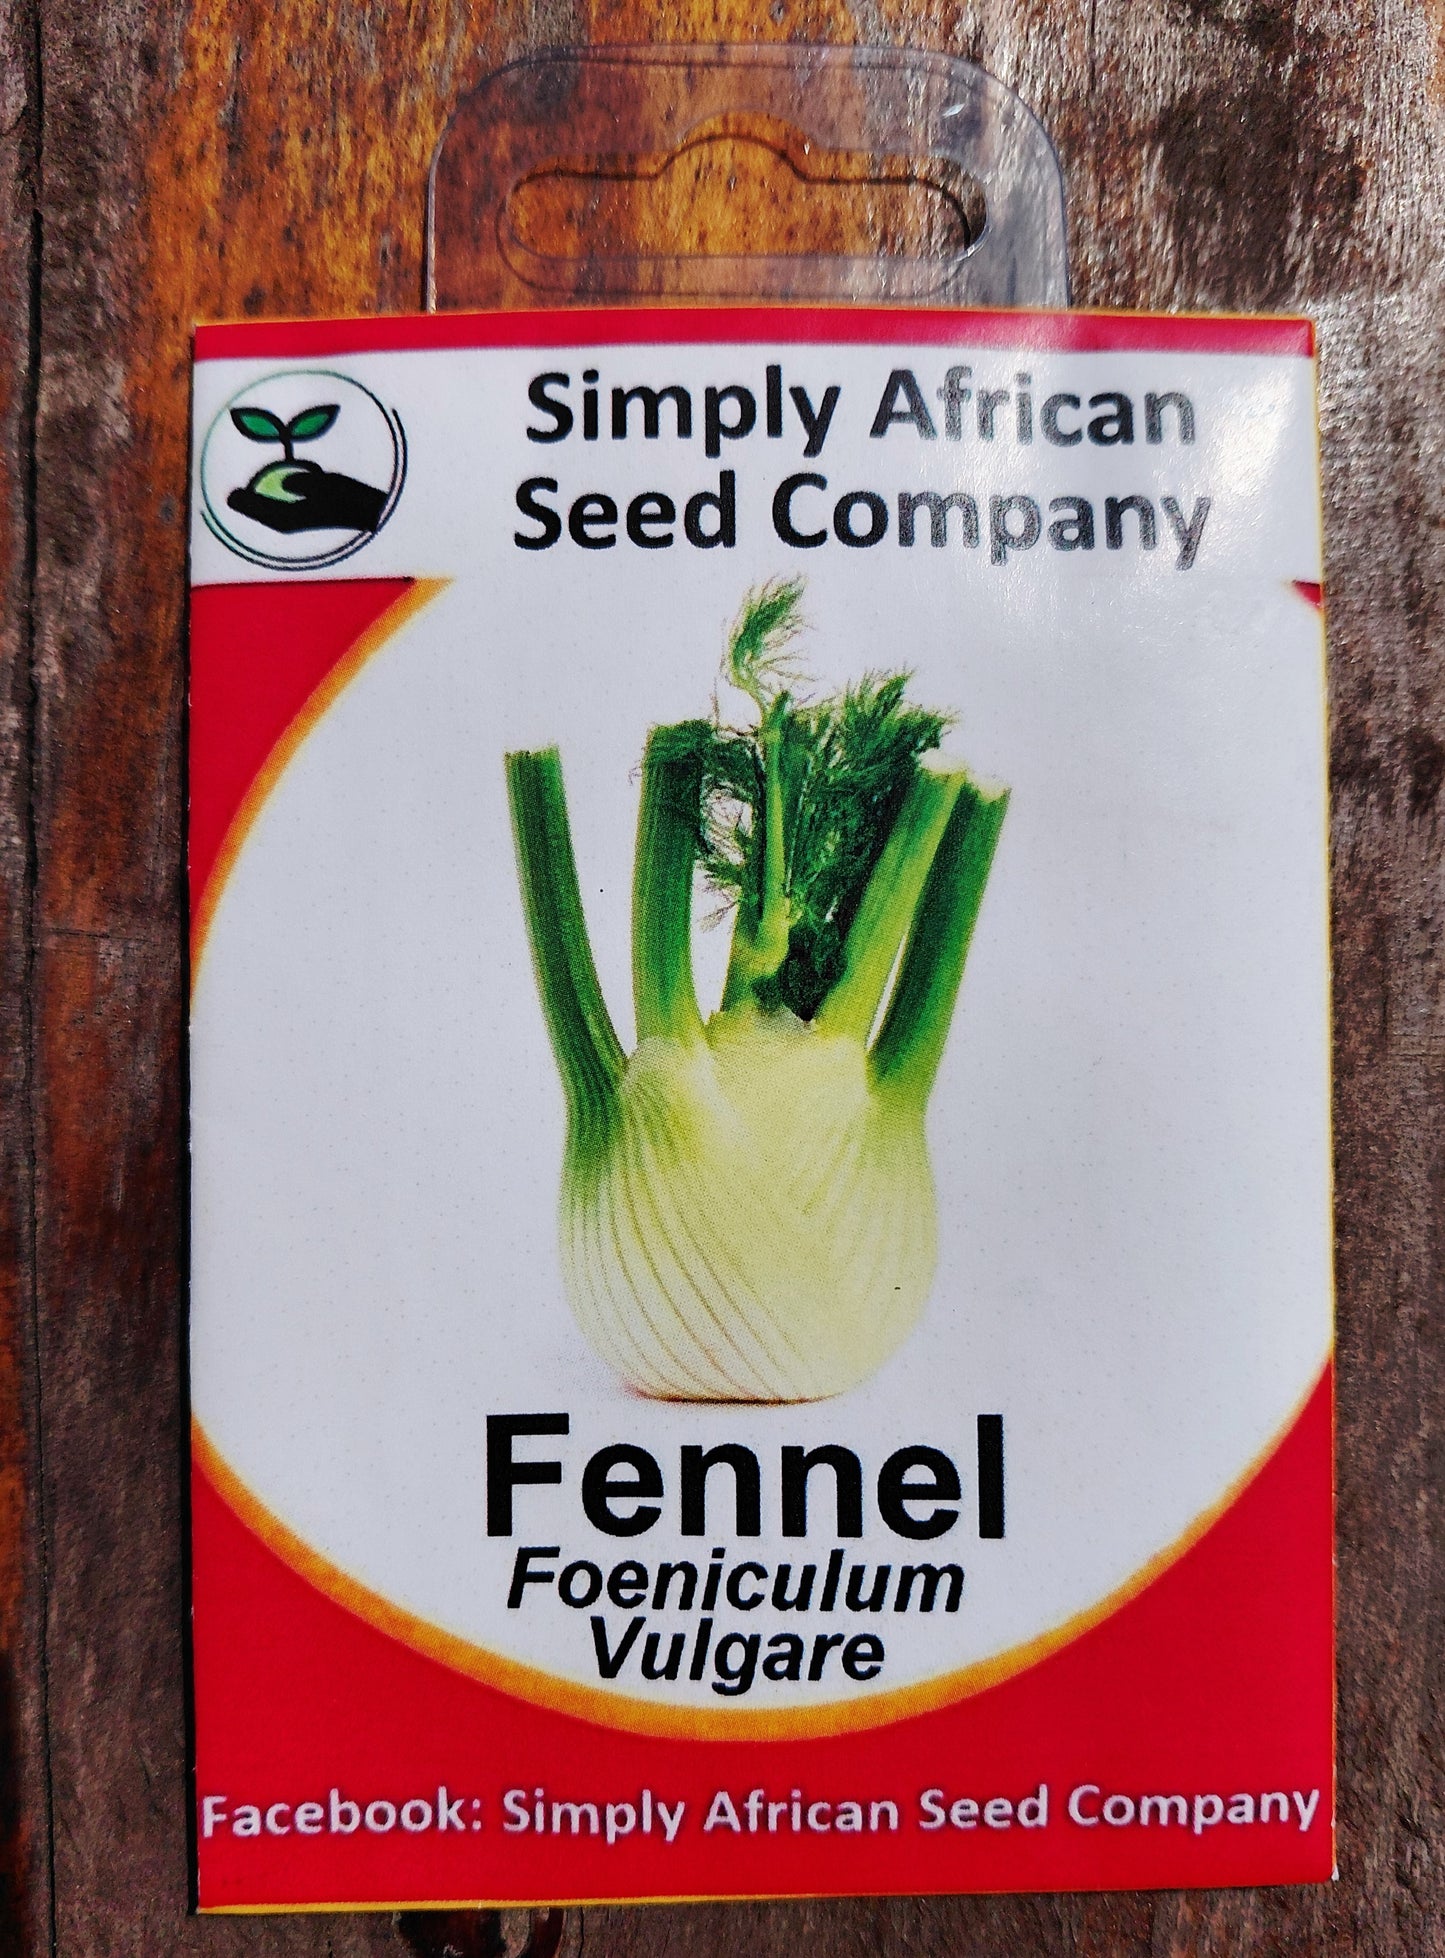 Simply African
Seed Company
Fennel
Foeniculum
Vulgare
Facebook: Simply African Seed Company